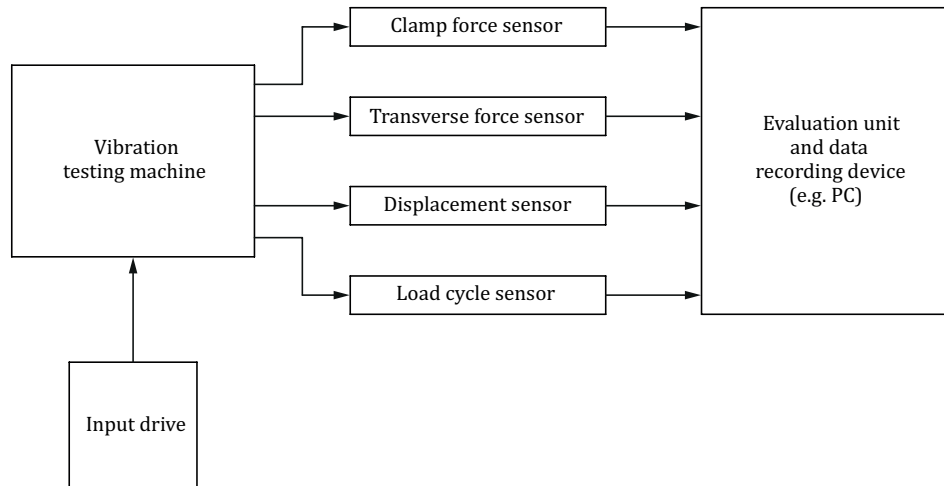 Clamp force sensor
Vibration
testing machine
Transverse force sensor
Displacement sensor
Load cycle sensor
Evaluation unit
and data
recording device
(e.g. PC)
Input drive